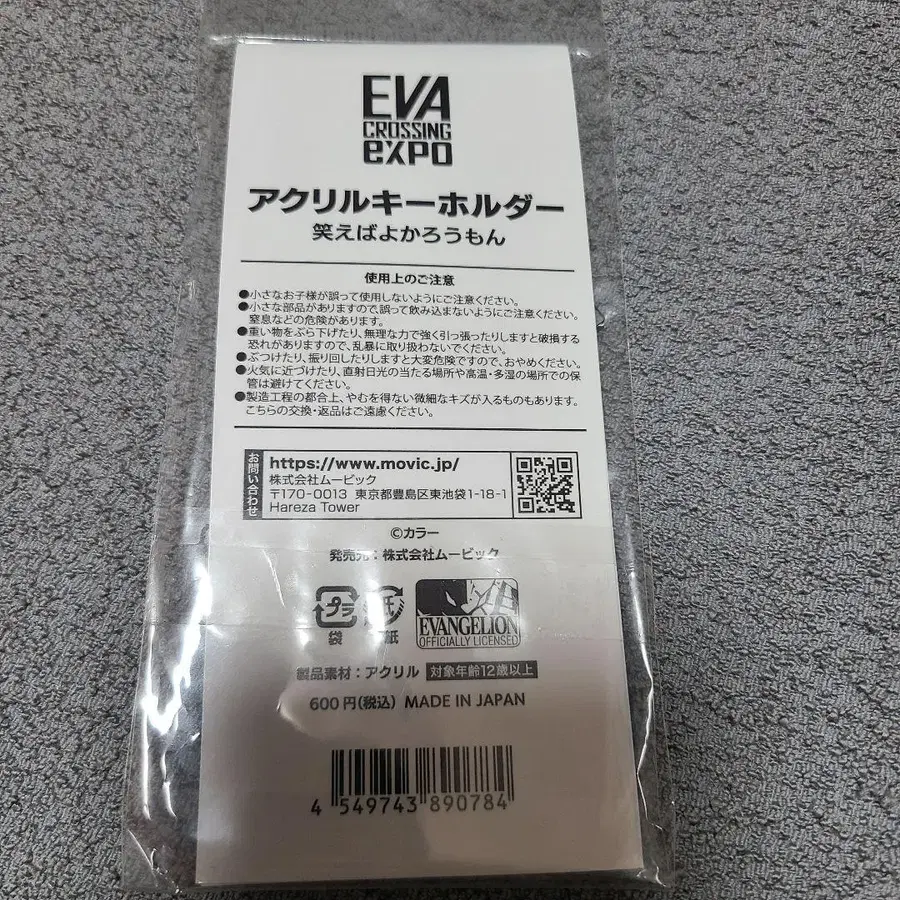 EVA
CROSSING
eXPO
アクリルキーホルダー
笑えばよかろうもん
使用上のご注意
●小さなお子様が誤って使用しないようにご注意ください。
●小さな部品がありますので、誤って飲み込まないようにご注意ください。
窒息などの危険があります。
●重い物をぶら下げたり、無理な力で強く引っ張ったりしますと破損する
恐れがありますので、乱暴に取り扱わないでください。
●ぶつけたり、振り回したりしますと大変危険ですので、おやめください。
●火気に近づけたり、直射日光の当たる場所や高温・多湿の場所での保
管は避けてください。
●製造工程の都合上、やむを得ない微細なキズが入るものもあります。
こちらの交換・返品はご遠慮ください。
お問い合わせ
https://www.movic.jp/
株式会社ムービック
〒170-0013 東京都豊島区東池袋1-18-1
Hareza Tower
©カラー
発売元：株式会社ムービック
プラ
袋
紙
紙
EVANGELION
OFFICIALLY LICENSED
製品素材：アクリル 対象年齢12歳以上
600円(税込) MADE IN JAPAN
4 549743 890784